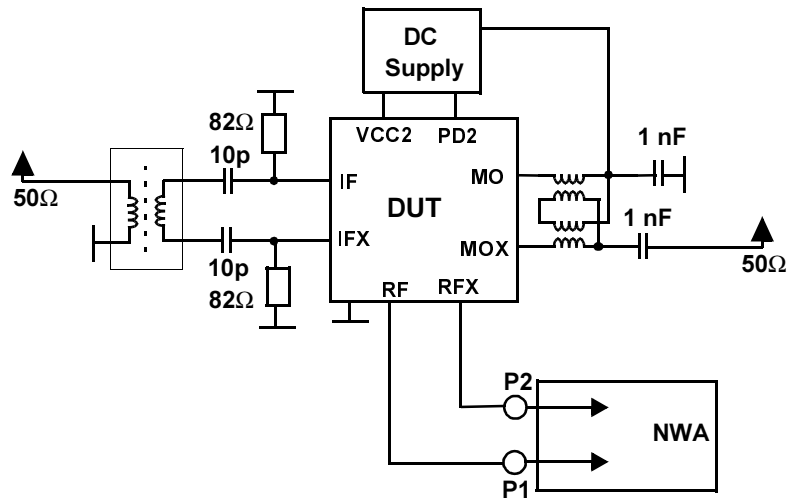 DC
Supply
82Ω
10p
VCC2
PD2
1 nF
IF
MO
50Ω
DUT
1 nF
IFX
MOX
10p
82Ω
RF
RFX
50Ω
P2
NWA
P1